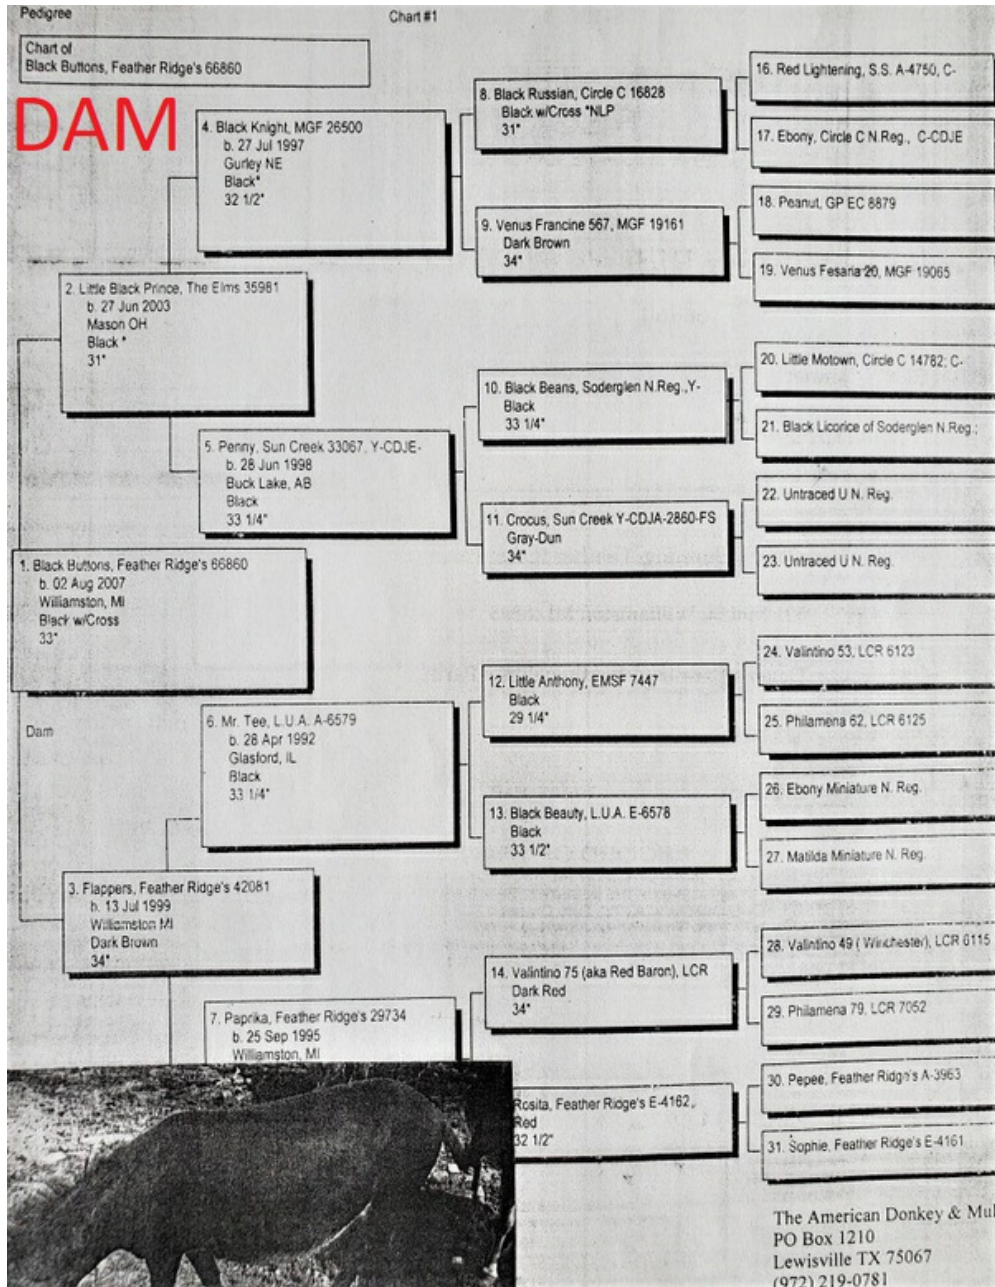 Pedigree
Chart #1
Chart of
Black Buttons, Feather Ridge's 66860
DAM
1. Black Buttons, Feather Ridge's 66860
b. 02 Aug 2007
Williamston, MI
Black w/Cross
33"
Dam
2. Little Black Prince, The Elms 35981
b. 27 Jun 2003
Mason OH
Black *
31"
3. Flappers, Feather Ridge's 42081
b. 13 Jul 1999
Williamston MI
Dark Brown
34"
4. Black Knight, MGF 26500
b. 27 Jul 1997
Gurley NE
Black*
32 1/2"
5. Penny, Sun Creek 33067, Y-CDJE-
b. 28 Jun 1998
Buck Lake, AB
Black
33 1/4"
6. Mr. Tee, L.U.A. A-6579
b. 28 Apr 1992
Glasford, IL
Black
33 1/4"
7. Paprika, Feather Ridge's 29734
b. 25 Sep 1995
Williamston, MI
8. Black Russian, Circle C 16828
Black w/Cross *NLP
31"
9. Venus Francine 567, MGF 19161
Dark Brown
34"
10. Black Beans, Soderglen N.Reg.,Y-
Black
33 1/4"
11. Crocus, Sun Creek Y-CDJA-2860-FS
Gray-Dun
34"
12. Little Anthony, EMSF 7447
Black
29 1/4"
13. Black Beauty, L.U.A. E-6578
Black
33 1/2"
14. Valintino 75 (aka Red Baron), LCR
Dark Red
34"
Rosita, Feather Ridge's E-4162,
Red
32 1/2"
16. Red Lightening, S.S. A-4750, C-
17. Ebony, Circle C N.Reg., C-CDJE
18. Peanut, GP EC 8879
19. Venus Fesaria 20, MGF 19065
20. Little Motown, Circle C 14782; C-
21. Black Licorice of Soderglen N.Reg.;
22. Untraced U N. Reg.
23. Untraced U N. Reg.
24. Valintino 53, LCR 6123
25. Philamena 62, LCR 6125
26. Ebony Miniature N. Reg.
27. Matilda Miniature N. Reg.
28. Valintino 49 ( Winchester), LCR 6115
29. Philamena 79, LCR 7052
30. Pepee, Feather Ridge's A-3963
31. Sophie, Feather Ridge's E-4161
The American Donkey & Mul
PO Box 1210
Lewisville TX 75067
(972) 219-0781